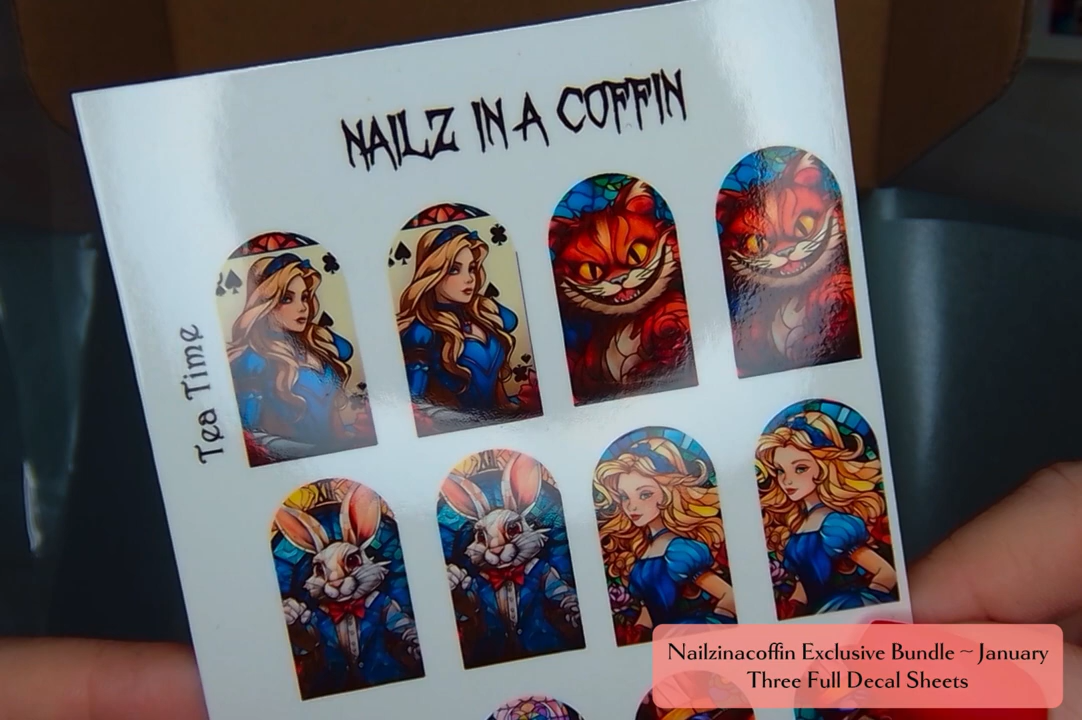 NAILZ IN A COFFIN
Tea Time
Nailzinacoffin Exclusive Bundle ~ January
Three Full Decal Sheets